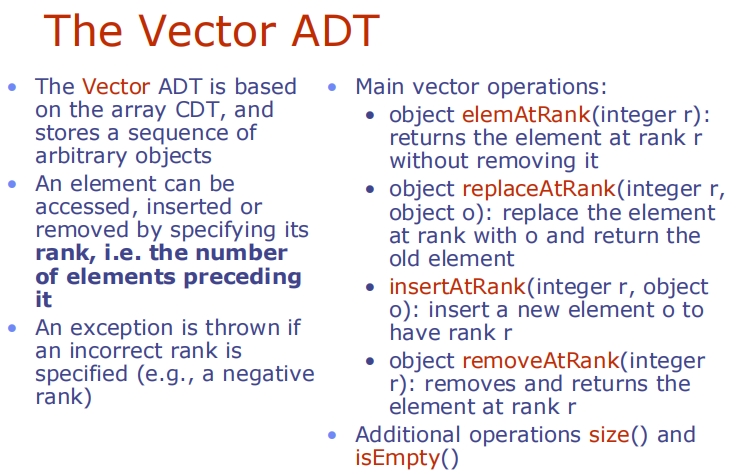 The Vector ADT
• The Vector ADT is based
on the array CDT, and
stores a sequence of
arbitrary objects
• An element can be
accessed, inserted or
removed by specifying its
rank, i.e. the number
of elements preceding
it
• An exception is thrown if
an incorrect rank is
specified (e.g., a negative
rank)
• Main vector operations:
• object elemAtRank(integer r):
returns the element at rank r
without removing it
• object replaceAtRank(integer r,
object o): replace the element
at rank with o and return the
old element
• insertAtRank(integer r, object
o): insert a new element o to
have rank r
• object removeAtRank(integer
r): removes and returns the
element at rank r
• Additional operations size() and
isEmpty()